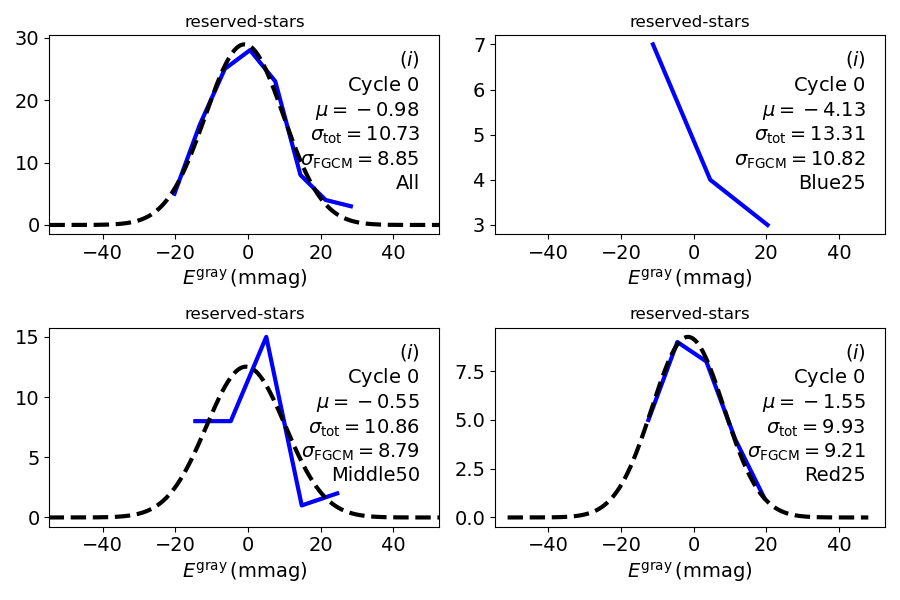 reserved-stars
30
20
10
0
(i)
Cycle 0
μ = −0.98
σtot = 10.73
σFGCM = 8.85
All
−40 −20 0 20 40
Egray (mmag)
reserved-stars
7
6
5
4
3
(i)
Cycle 0
μ = −4.13
σtot = 13.31
σFGCM = 10.82
Blue25
−40 −20 0 20 40
Egray (mmag)
reserved-stars
15
10
5
0
(i)
Cycle 0
μ = −0.55
σtot = 10.86
σFGCM = 8.79
Middle50
−40 −20 0 20 40
Egray (mmag)
reserved-stars
7.5
5.0
2.5
0.0
(i)
Cycle 0
μ = −1.55
σtot = 9.93
σFGCM = 9.21
Red25
−40 −20 0 20 40
Egray (mmag)